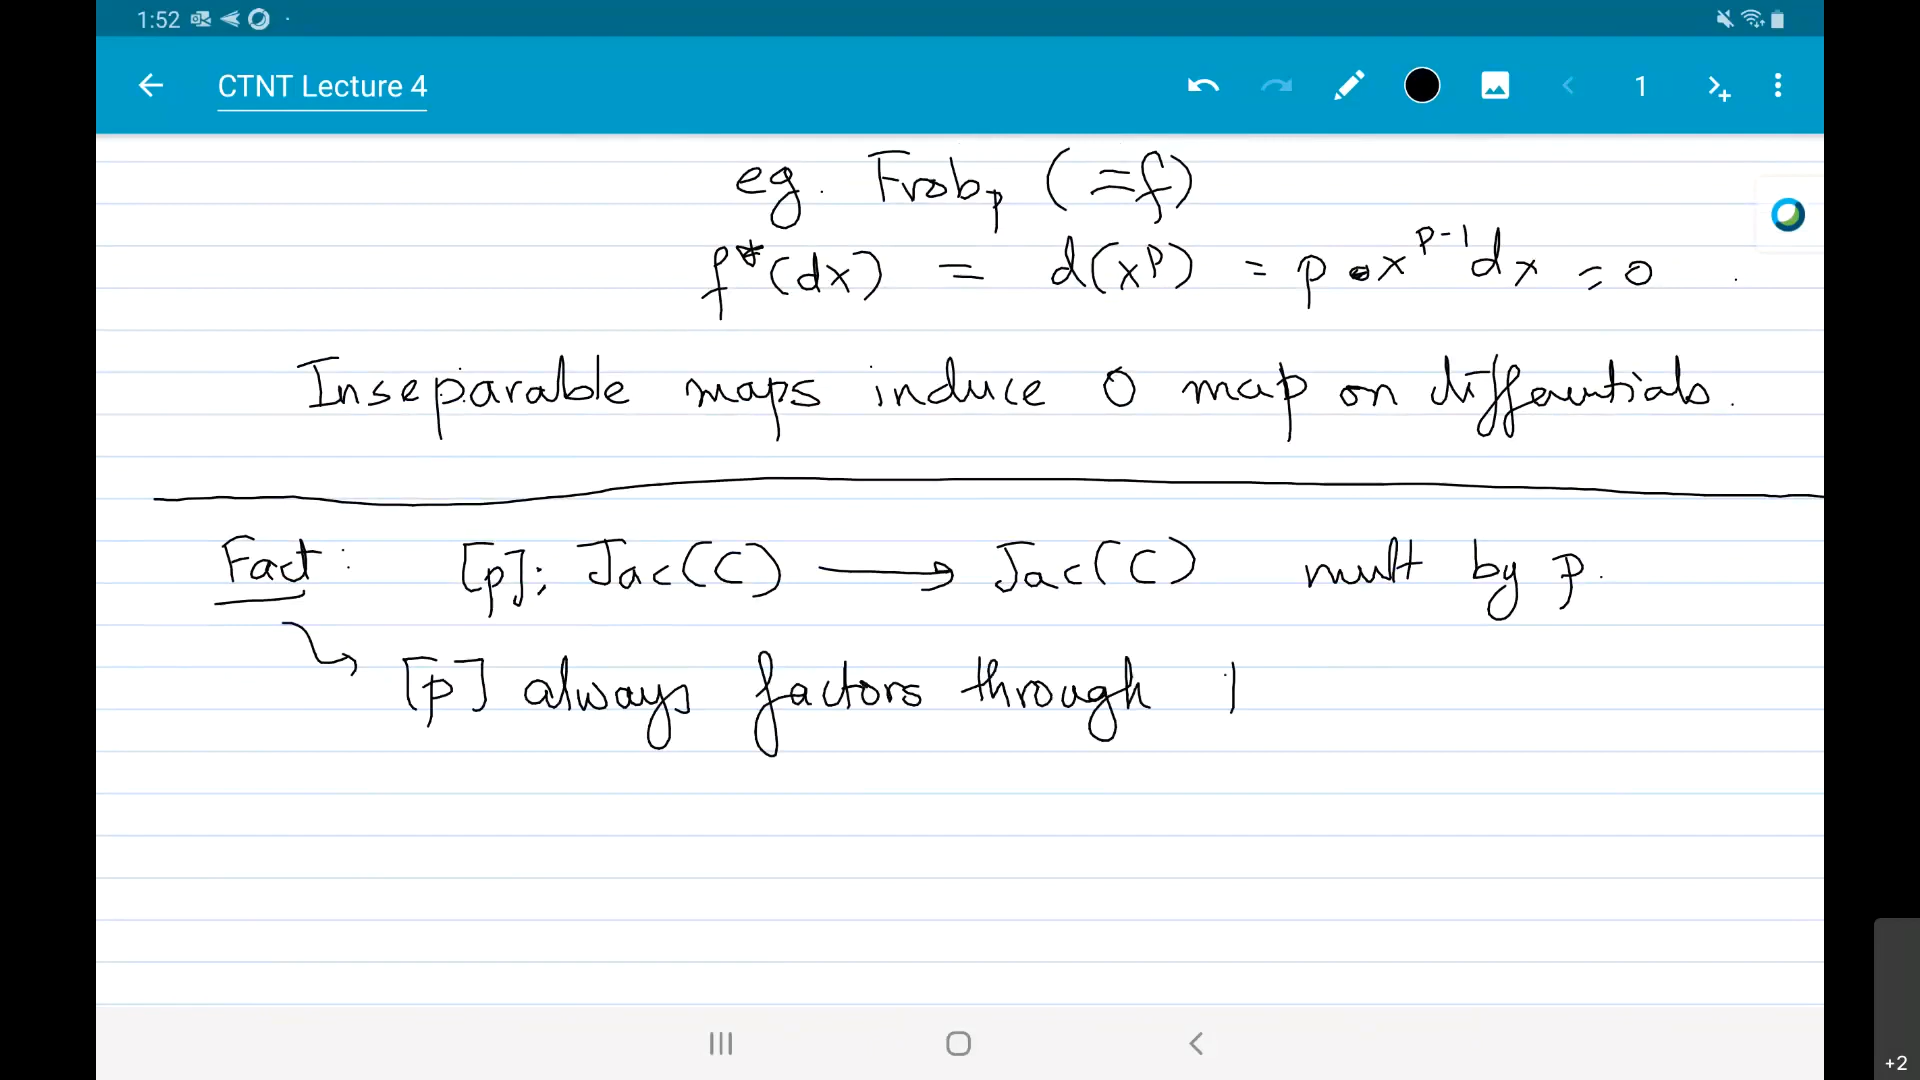 1:52
CTNT Lecture 4
1
eg. Frob_p (=f)
f*(dx) = d(x^p) = p • x^{p-1} dx = 0
Inseparable maps induce 0 map on differentials.
Fact: [p]: Jac(C) ⟶ Jac(C) mult by p.
[p] always factors through
+2